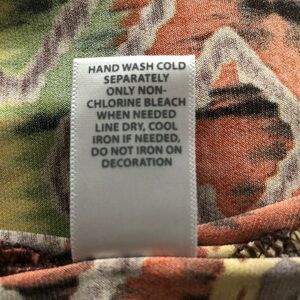 HAND WASH COLD
SEPARATELY
ONLY NON-
CHLORINE BLEACH
WHEN NEEDED
LINE DRY, COOL
IRON IF NEEDED,
DO NOT IRON ON
DECORATION